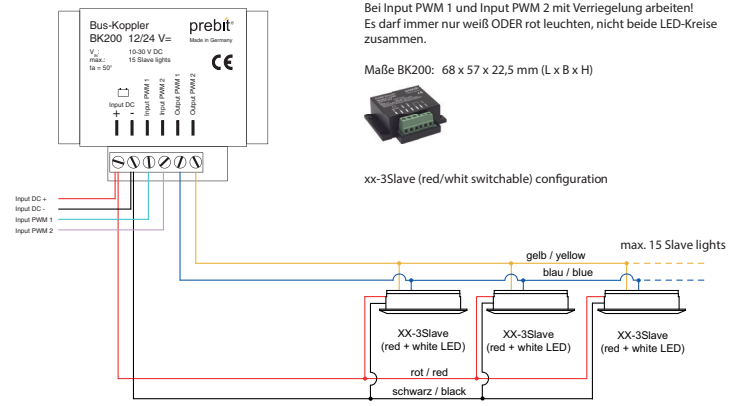 Bus-Koppler
BK200 12/24 V=
prebit
Made in Germany
V IN: 10-30 V DC
max.: 15 Slave lights
ta = 50°
CE
Input DC
+ -
Input PWM 1
Input PWM 2
Output PWM 1
Output PWM 2
Bei Input PWM 1 und Input PWM 2 mit Verriegelung arbeiten!
Es darf immer nur weiß ODER rot leuchten, nicht beide LED-Kreise
zusammen.
Maße BK200: 68 x 57 x 22,5 mm (L x B x H)
xx-3Slave (red/whit switchable) configuration
Input DC +
Input DC -
Input PWM 1
Input PWM 2
max. 15 Slave lights
gelb / yellow
blau / blue
XX-3Slave
(red + white LED)
XX-3Slave
(red + white LED)
XX-3Slave
(red + white LED)
rot / red
schwarz / black